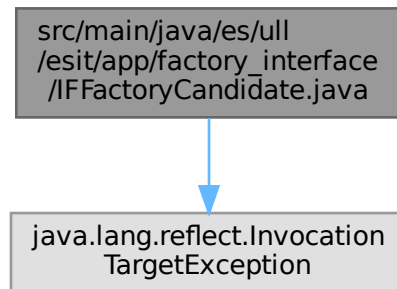 src/main/java/es/ull
/esit/app/factory_interface
/IFFactoryCandidate.java
java.lang.reflect.Invocation
TargetException